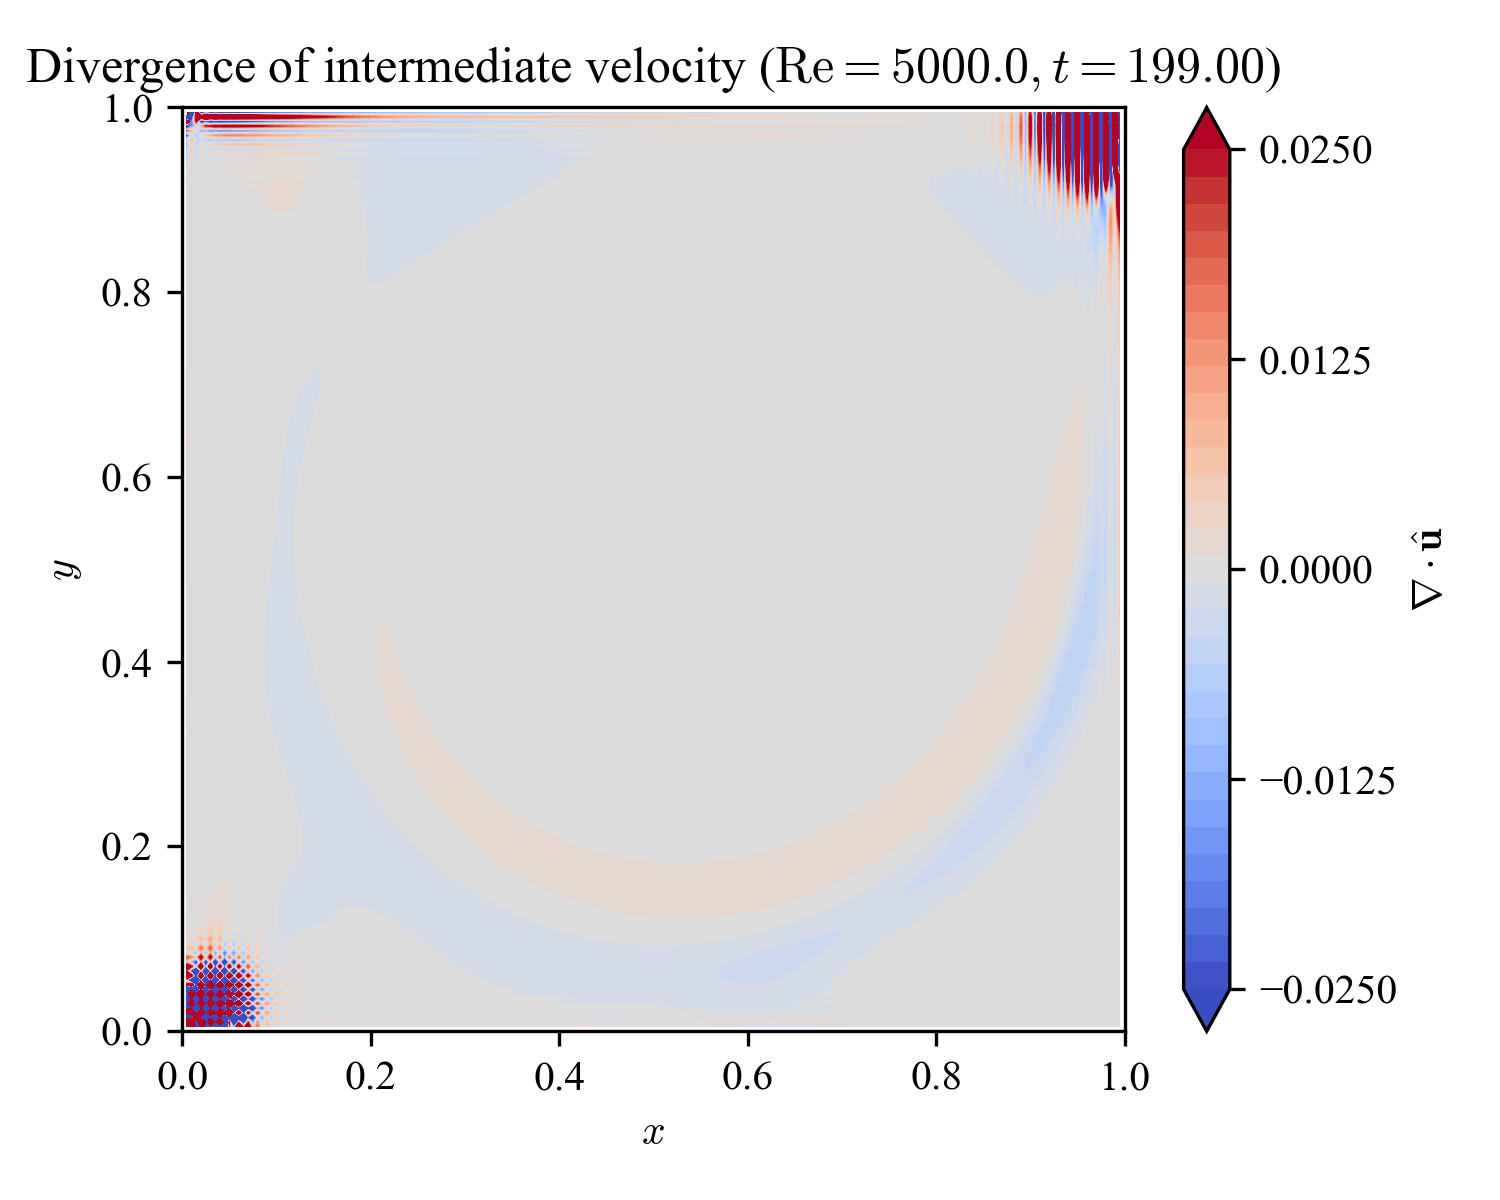 Divergence of intermediate velocity (Re = 5000.0, t = 199.00)
1.0
0.8
0.6
0.4
0.2
0.0
y
0.0 0.2 0.4 0.6 0.8 1.0
x
0.0250
0.0125
0.0000
−0.0125
−0.0250
∇ · û